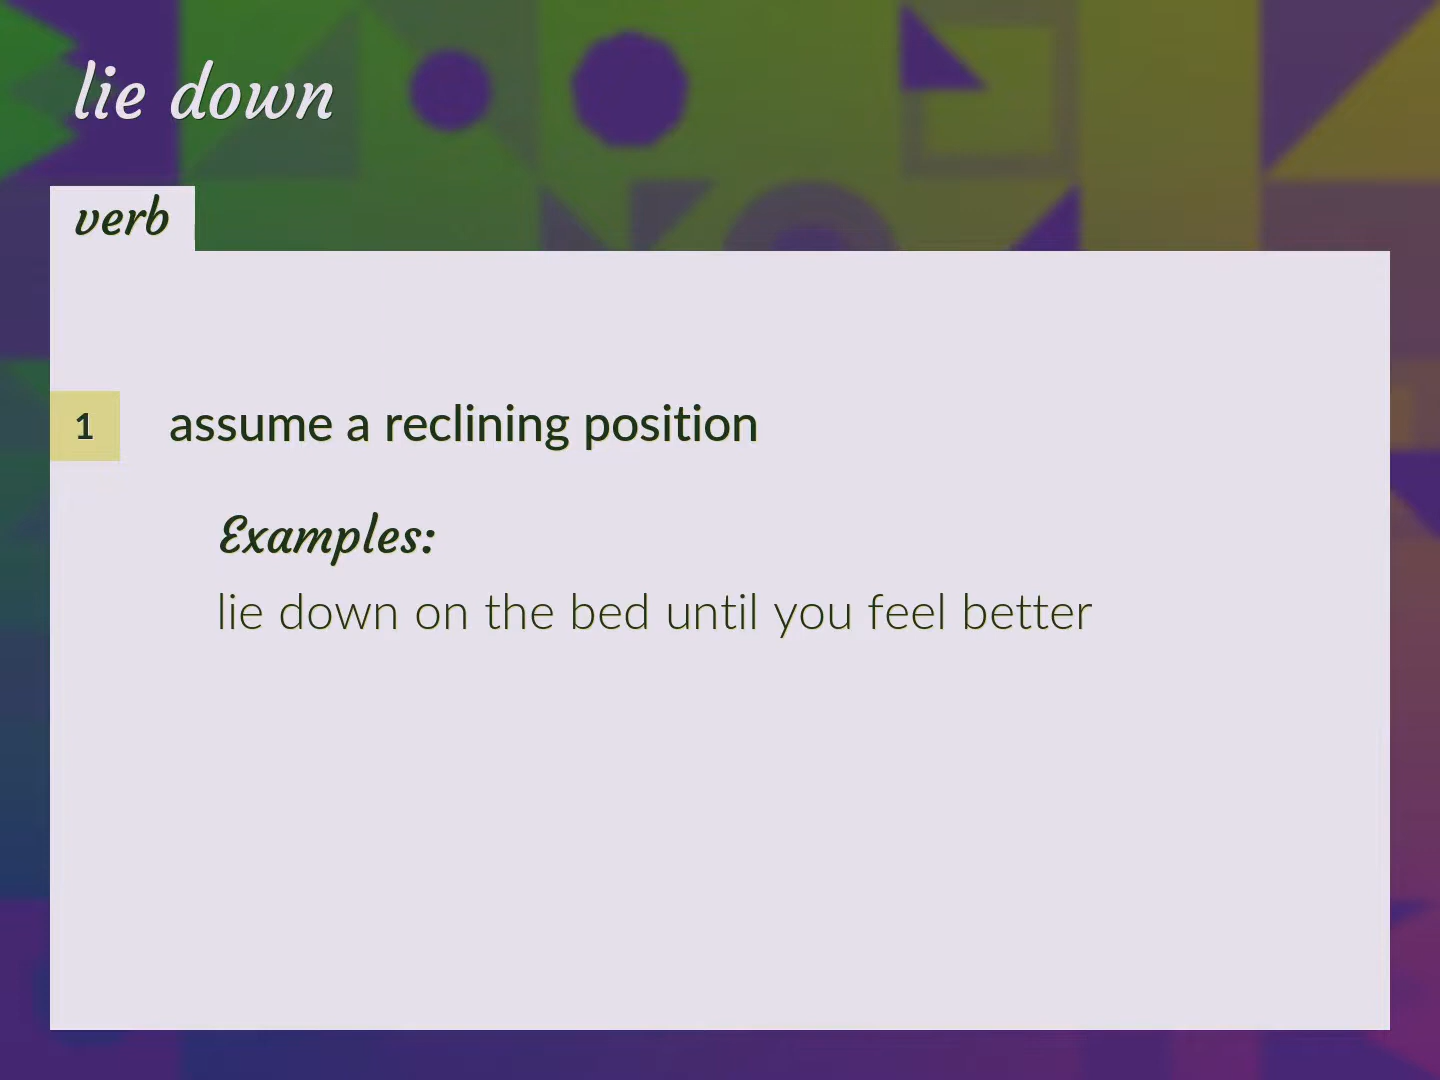 lie down
verb
1
assume a reclining position
Examples:
lie down on the bed until you feel better